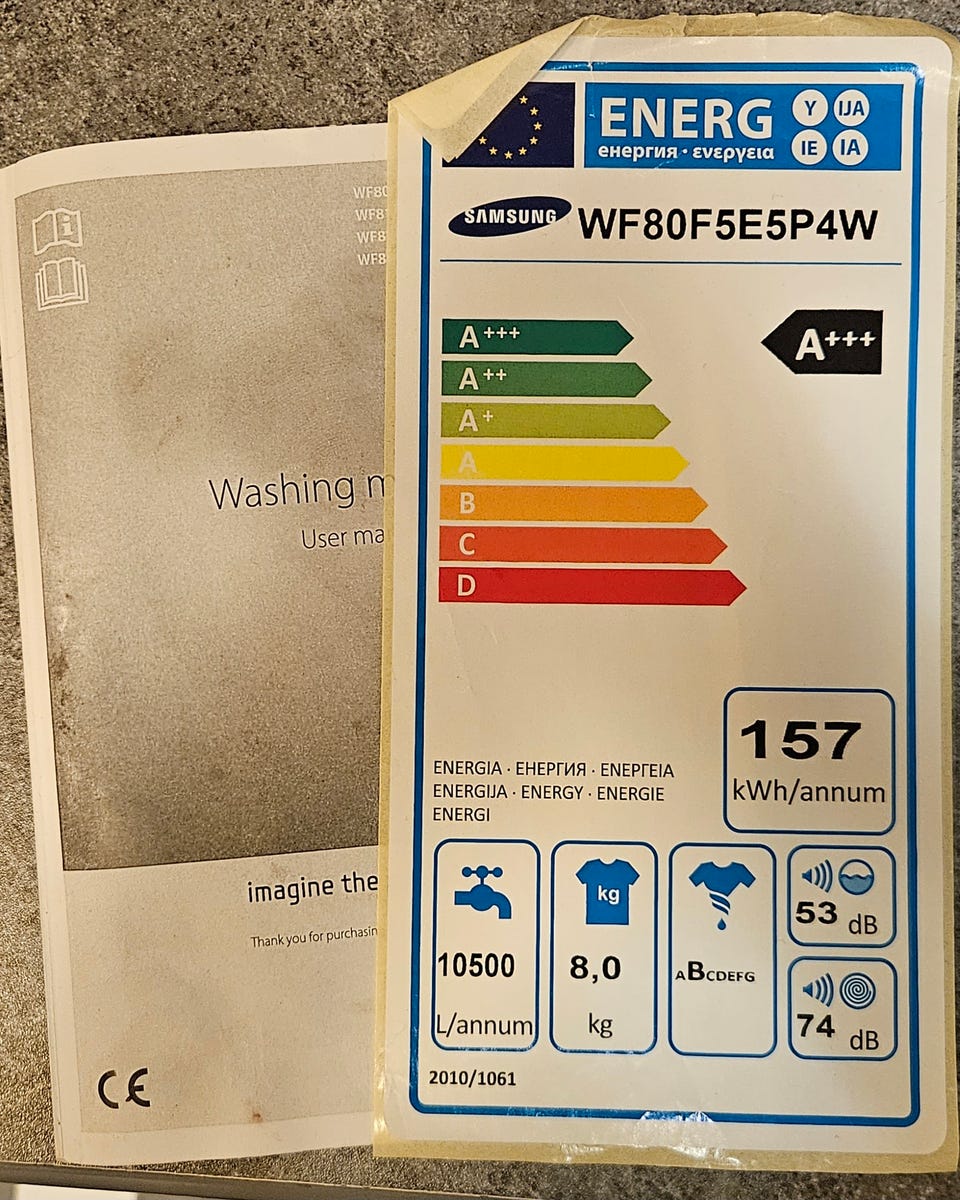 WF80
WF8
WF8
WF8
Washing m
User ma
imagine the
Thank you for purchasin
CE
ENERG
енергия · ενεργεια
Y IJA
IE IA
SAMSUNG WF80F5E5P4W
A+++
A++
A+
A
B
C
D
A+++
157
kWh/annum
ENERGIA · ЕНЕРГИЯ · ΕΝΕΡΓΕΙΑ
ENERGIJA · ENERGY · ENERGIE
ENERGI
10500
L/annum
kg
8,0
kg
ABCDEFG
53 dB
74 dB
2010/1061